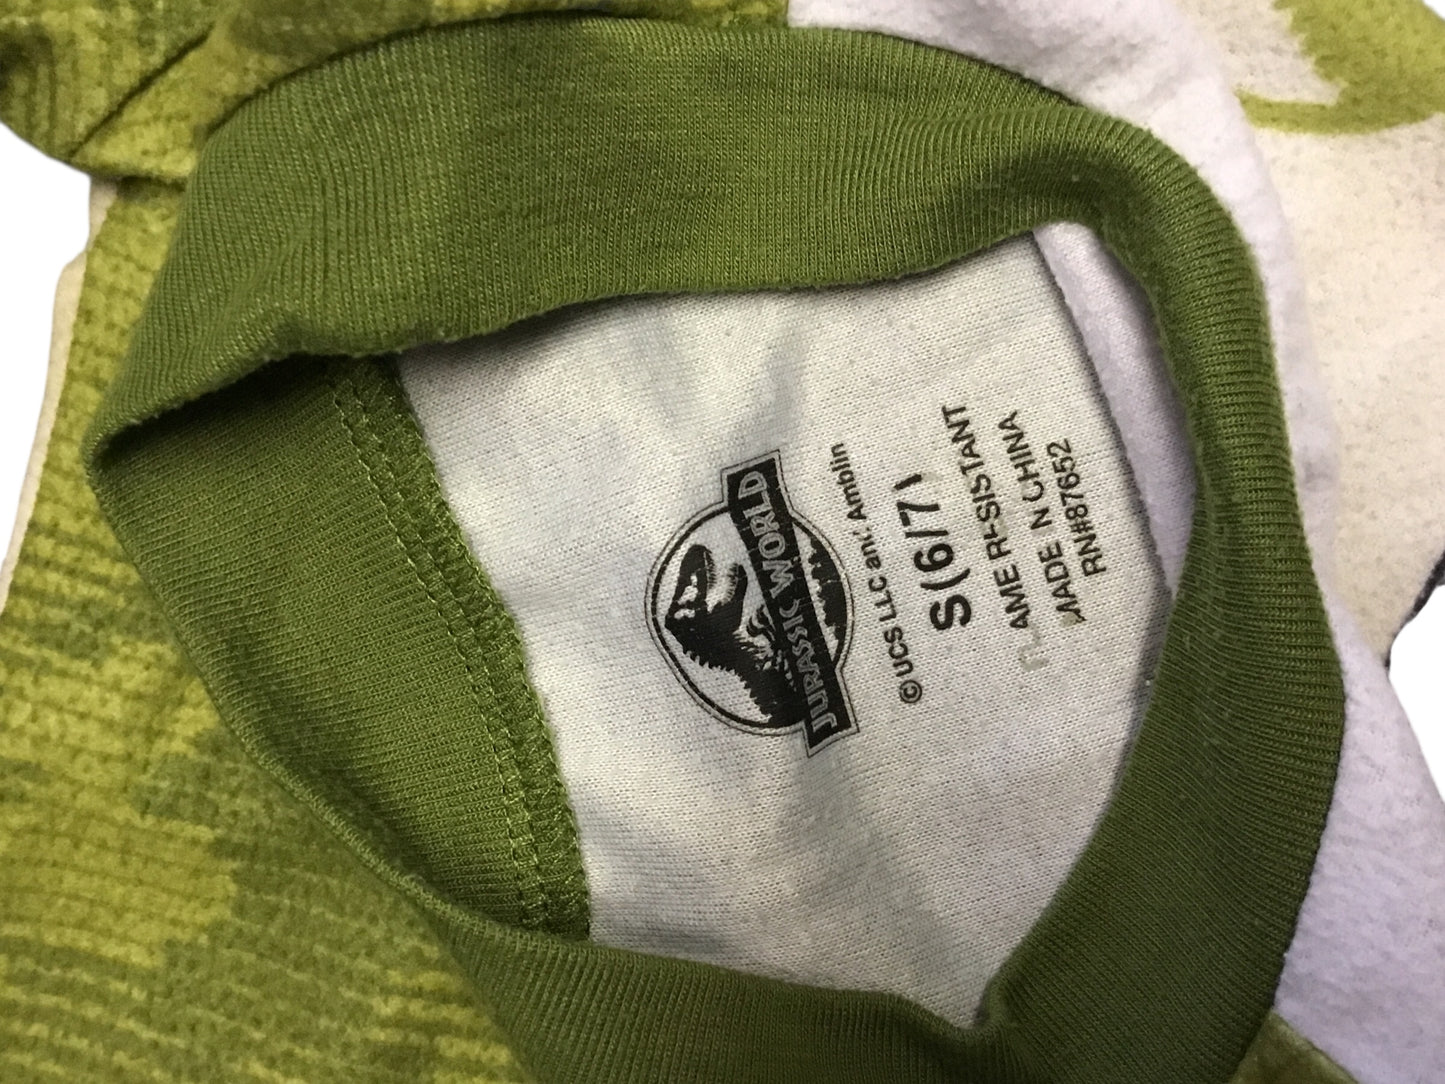 JURASSIC WORLD
© UCS LLC and Amblin
S(6/7)
FLAME RESISTANT
MADE IN CHINA
RN#87652